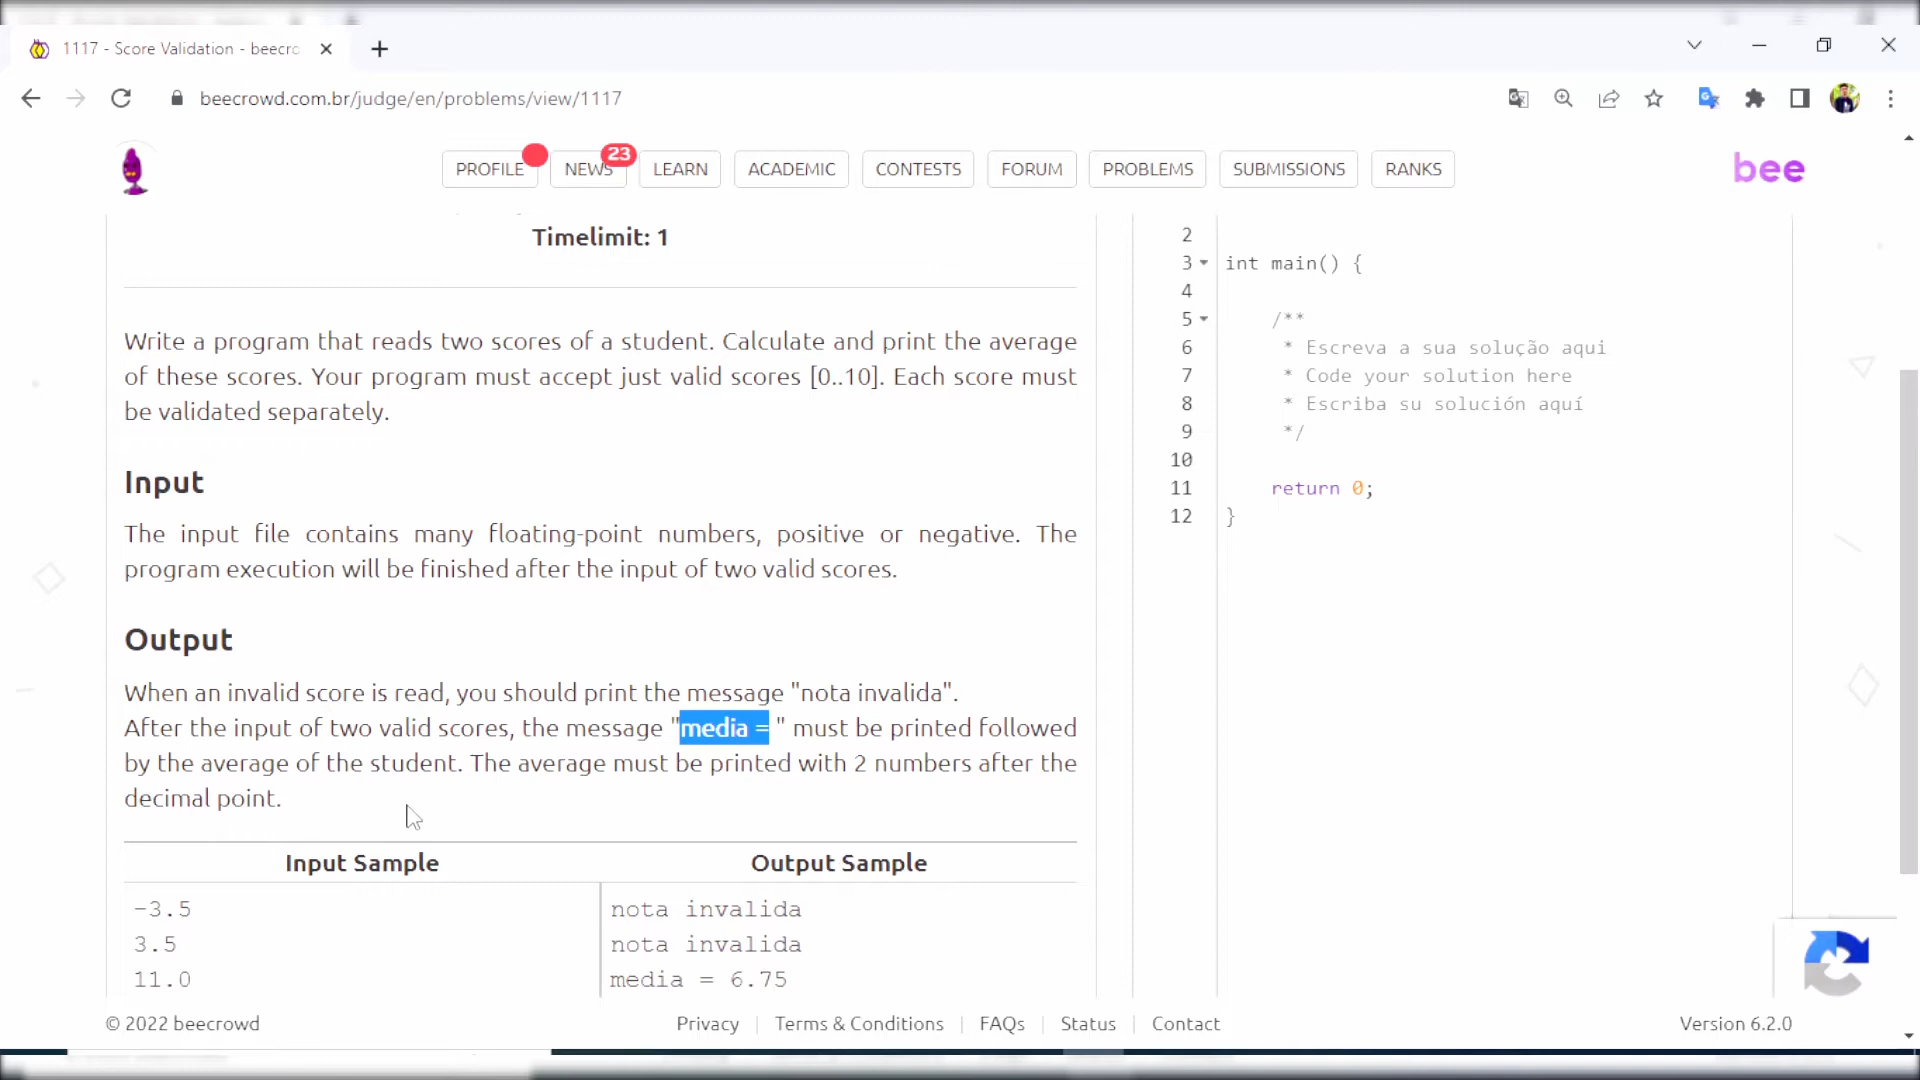 1117 - Score Validation - beecro
beecrowd.com.br/judge/en/problems/view/1117
PROFILE NEWS 23 LEARN ACADEMIC CONTESTS FORUM PROBLEMS SUBMISSIONS RANKS bee
Timelimit: 1
Write a program that reads two scores of a student. Calculate and print the average
of these scores. Your program must accept just valid scores [0..10]. Each score must
be validated separately.
Input
The input file contains many floating-point numbers, positive or negative. The
program execution will be finished after the input of two valid scores.
Output
When an invalid score is read, you should print the message "nota invalida".
After the input of two valid scores, the message "media = " must be printed followed
by the average of the student. The average must be printed with 2 numbers after the
decimal point.
Input Sample Output Sample
-3.5 nota invalida
3.5 nota invalida
11.0 media = 6.75
2
3 int main() {
4
5 /**
6 * Escreva a sua solução aqui
7 * Code your solution here
8 * Escriba su solución aquí
9 */
10
11 return 0;
12 }
© 2022 beecrowd Privacy Terms & Conditions FAQs Status Contact Version 6.2.0